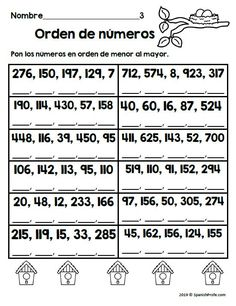 Nombre 3
Orden de números
Pon los números en orden de menor al mayor.
276, 150, 197, 129, 7
712, 574, 8, 923, 317
190, 114, 430, 57, 158
40, 60, 16, 87, 524
448, 116, 39, 450, 95
411, 625, 143, 52, 700
106, 142, 113, 95, 110
519, 110, 91, 152, 294
20, 48, 12, 233, 166
97, 156, 50, 305, 274
215, 119, 15, 33, 285
45, 162, 156, 124, 155
2019 © SpanishProfe.com